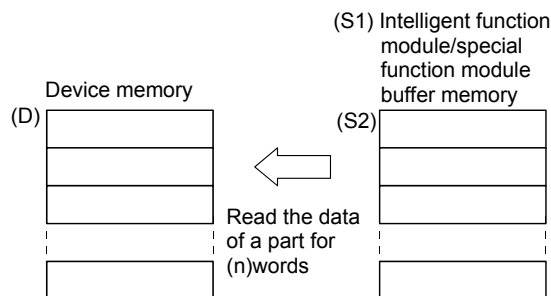 (S1) Intelligent function
module/special
function module
buffer memory
Device memory
(D)
(S2)
Read the data
of a part for
(n)words